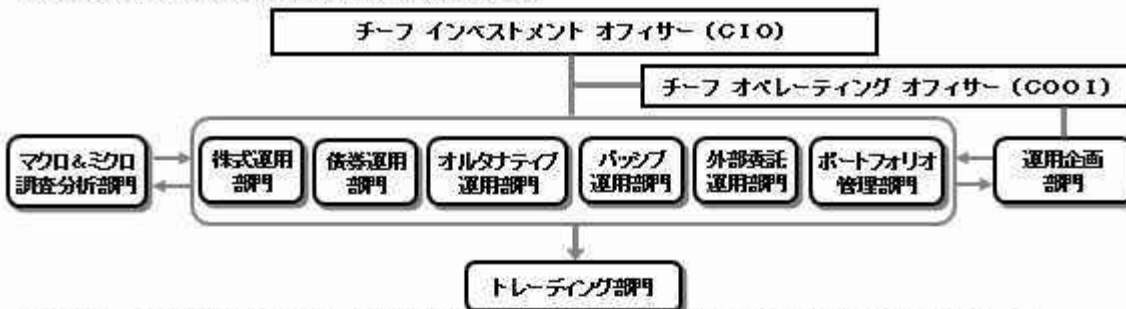 チーフ インベストメント オフィサー (CIO)
チーフ オペレーティング オフィサー (COOI)
マクロ&ミクロ
調査分析部門
株式運用
部門
債券運用
部門
オルタナティブ
運用部門
パッシブ
運用部門
外部委託
運用部門
ポートフォリオ
管理部門
運用企画
部門
トレーディング部門